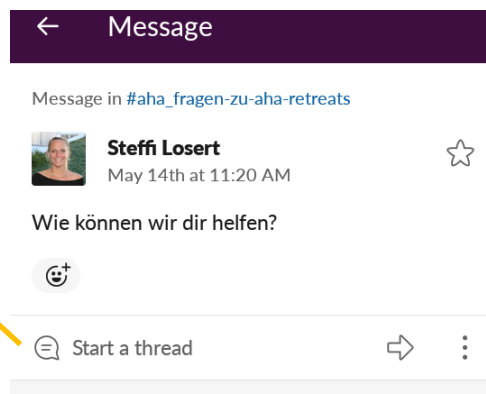 Message
Message in #aha_fragen-zu-aha-retreats
Steffi Losert
May 14th at 11:20 AM
Wie können wir dir helfen?
Start a thread